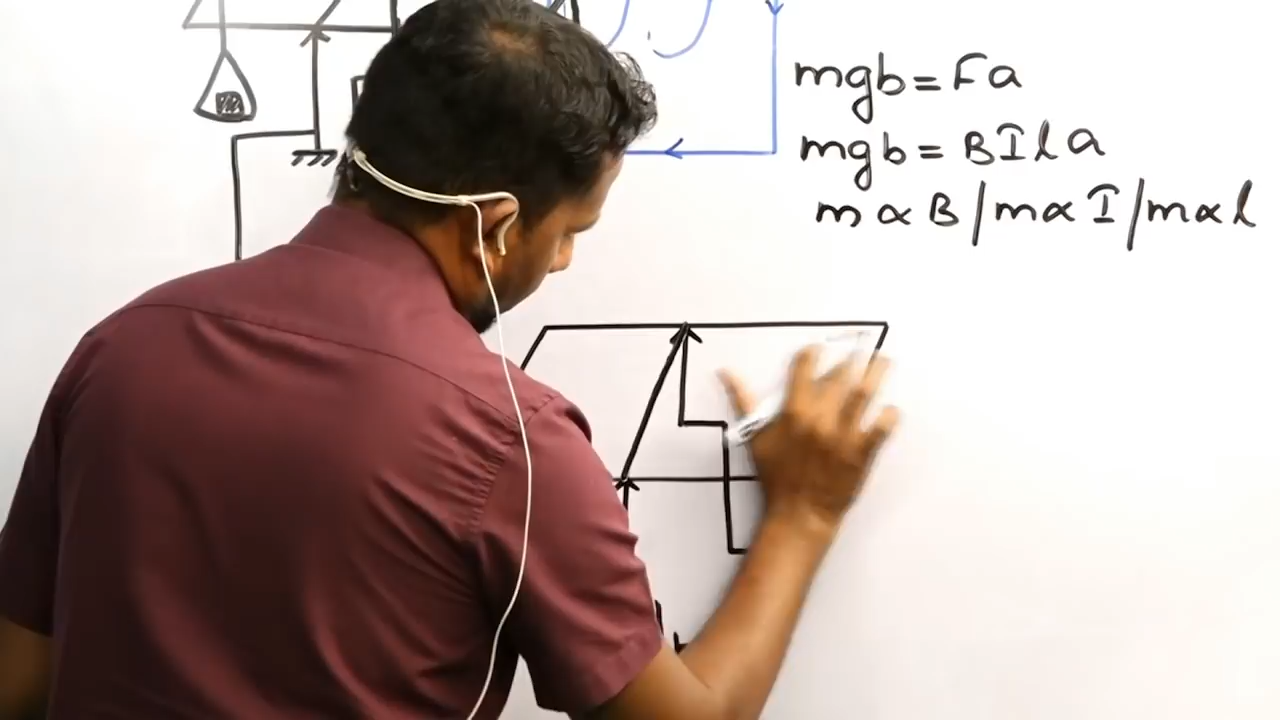 mgb = Fa
mgb = BIla
m ∝ B / m ∝ I / m ∝ l